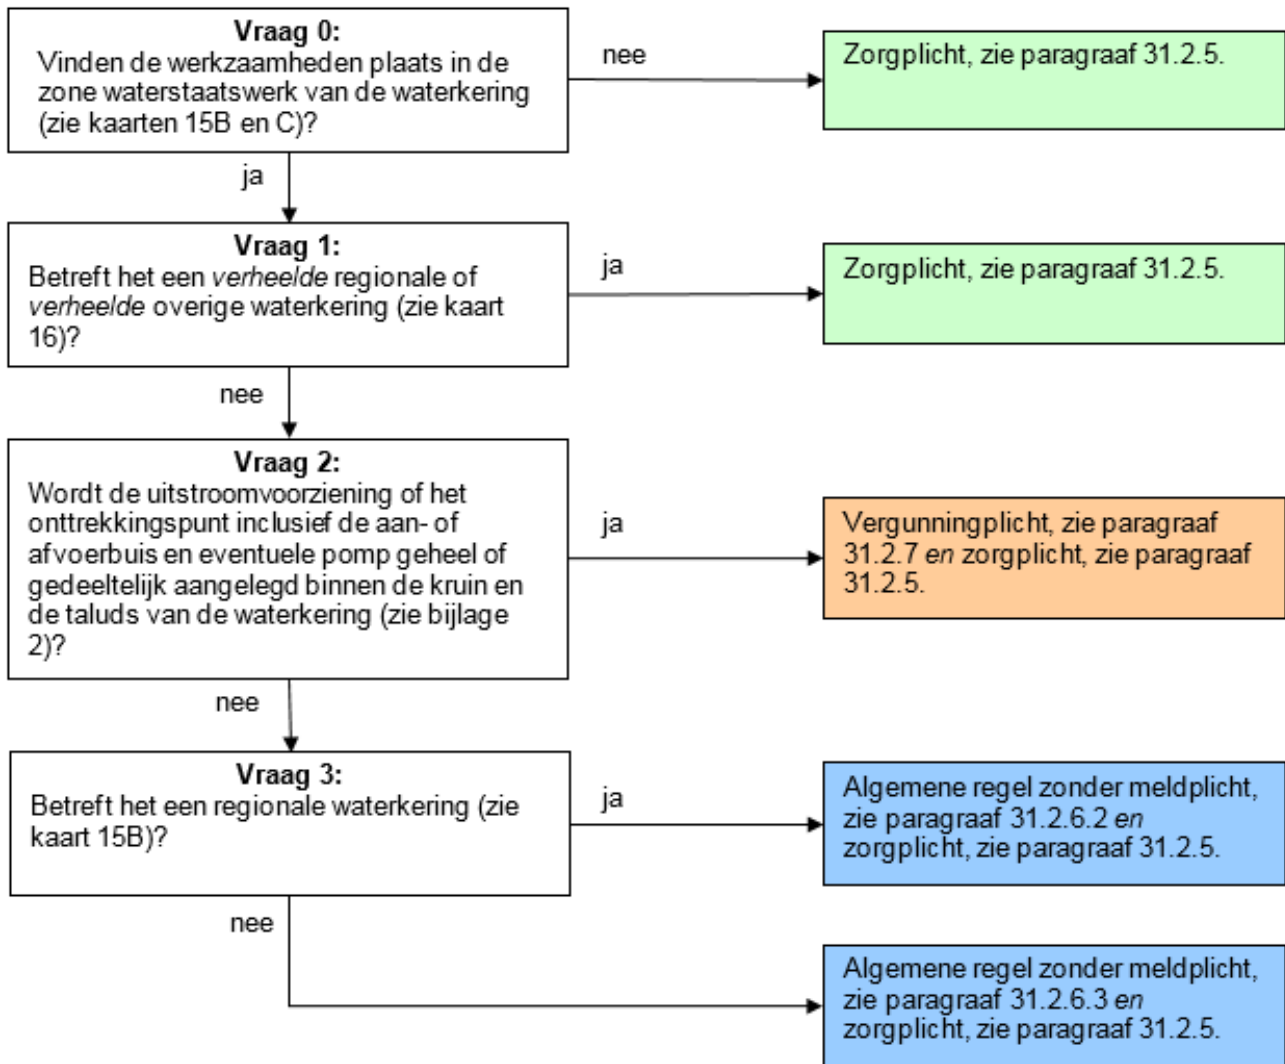 Vraag 0:
Vinden de werkzaamheden plaats in de
zone waterstaatswerk van de waterkering
(zie kaarten 15B en C)?
nee
Zorgplicht, zie paragraaf 31.2.5.
ja
Vraag 1:
Betreft het een verheelde regionale of
verheelde overige waterkering (zie kaart
16)?
ja
Zorgplicht, zie paragraaf 31.2.5.
nee
Vraag 2:
Wordt de uitstroomvoorziening of het
onttrekkingspunt inclusief de aan- of
afvoerbuis en eventuele pomp geheel of
gedeeltelijk aangelegd binnen de kruin en
de taluds van de waterkering (zie bijlage
2)?
ja
Vergunningplicht, zie paragraaf
31.2.7 en zorgplicht, zie paragraaf
31.2.5.
nee
Vraag 3:
Betreft het een regionale waterkering (zie
kaart 15B)?
ja
Algemene regel zonder meldplicht,
zie paragraaf 31.2.6.2 en
zorgplicht, zie paragraaf 31.2.5.
nee
Algemene regel zonder meldplicht,
zie paragraaf 31.2.6.3 en
zorgplicht, zie paragraaf 31.2.5.